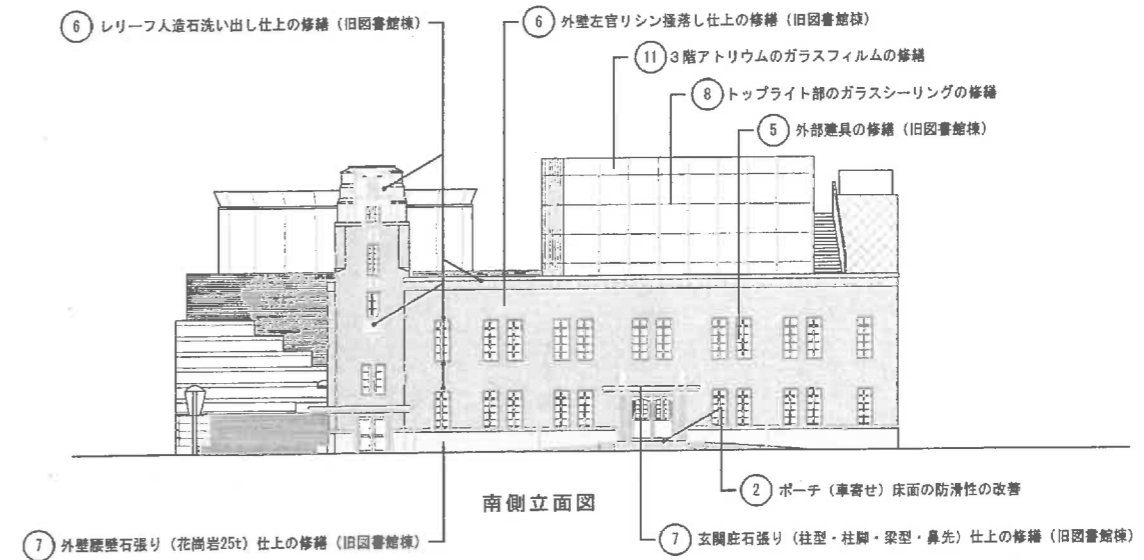 ⑥ レリーフ人造石洗い出し仕上の修繕（旧図書館棟）
⑥ 外壁左官リシン掻落し仕上の修繕（旧図書館棟）
⑪ 3階アトリウムのガラスフィルムの修繕
⑧ トップライト部のガラスシーリングの修繕
⑤ 外部建具の修繕（旧図書館棟）
② ポーチ（車寄せ）床面の防滑性の改善
南側立面図
⑦ 外壁腰壁石張り（花崗岩25t）仕上の修繕（旧図書館棟）
⑦ 玄関庇石張り（柱型・柱脚・梁型・鼻先）仕上の修繕（旧図書館棟）